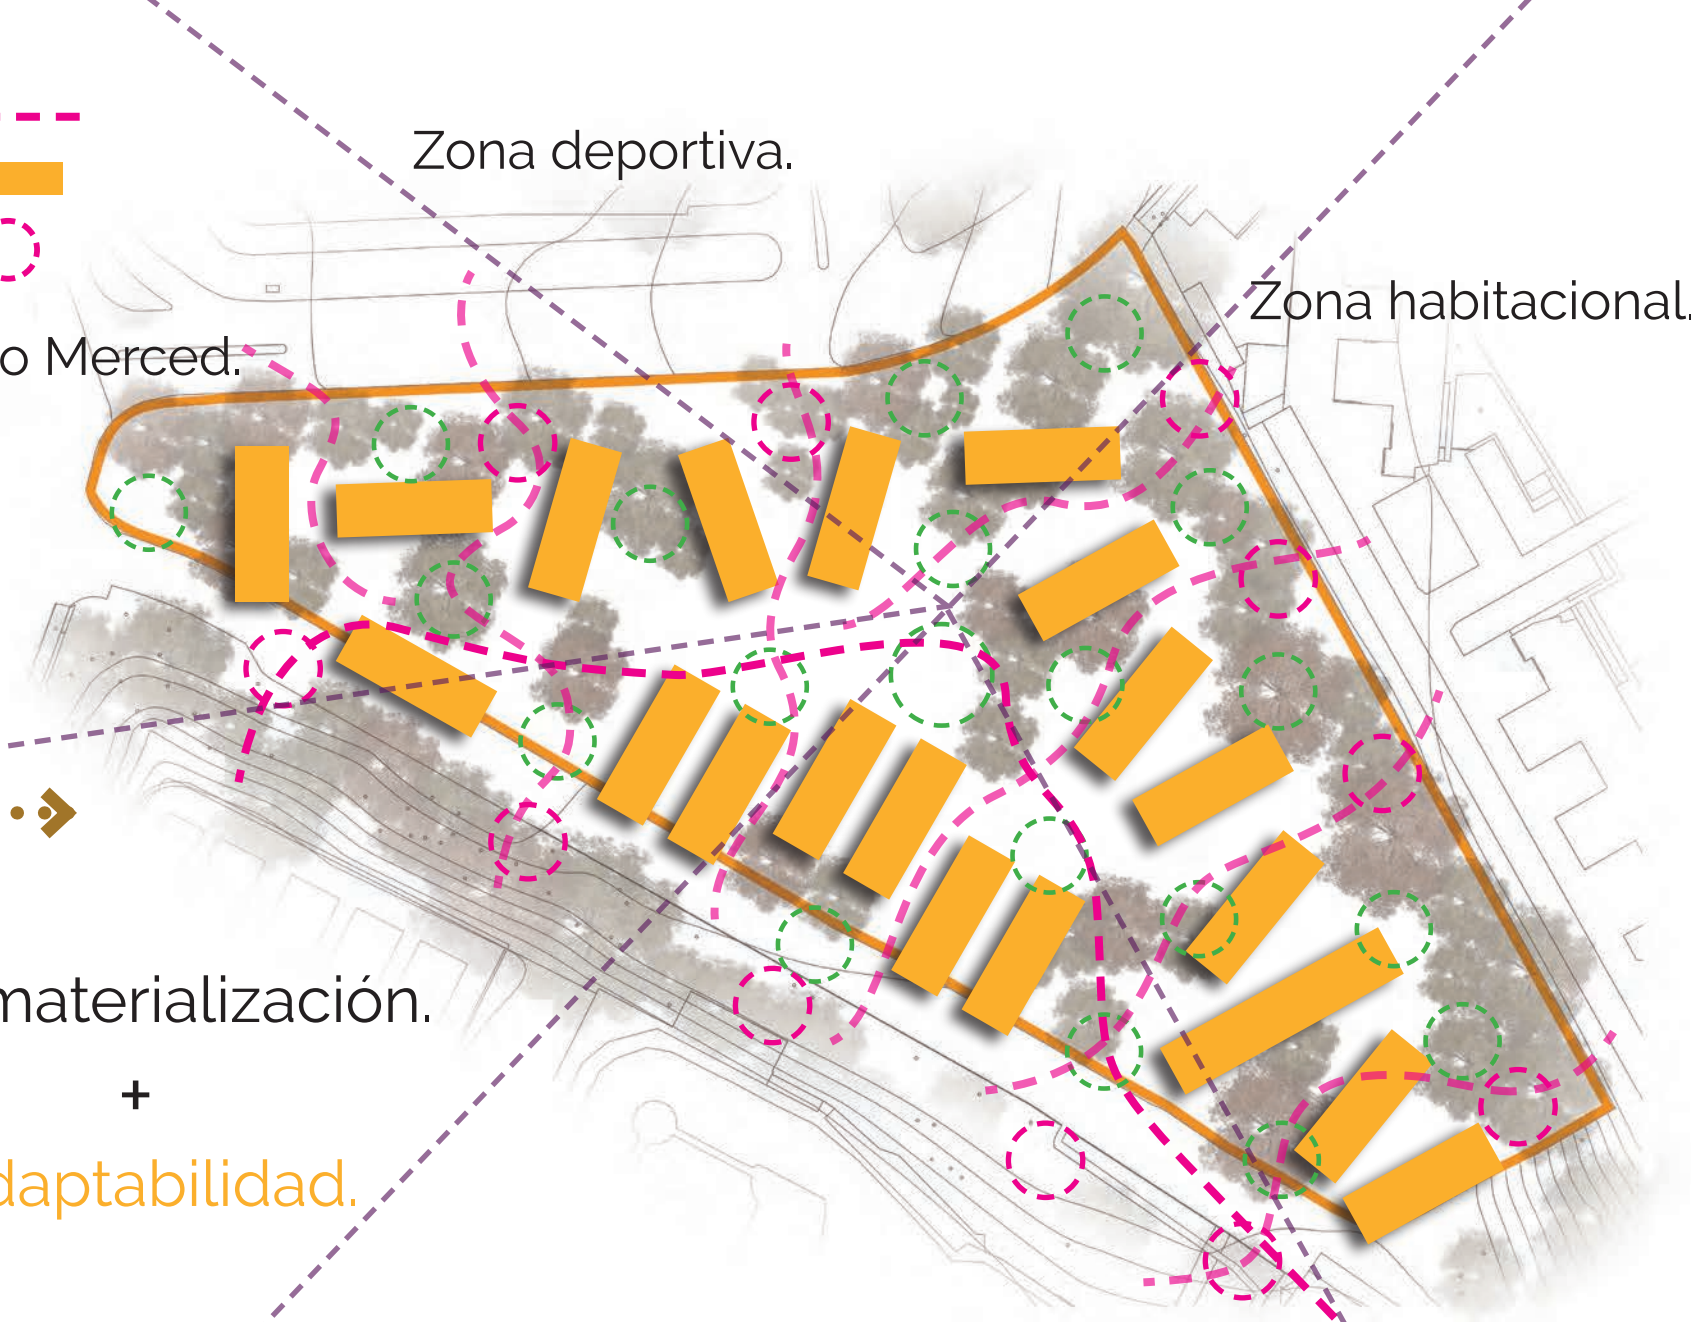 Zona deportiva.
Zona habitacional.
o Merced.
materialización.
+
daptabilidad.